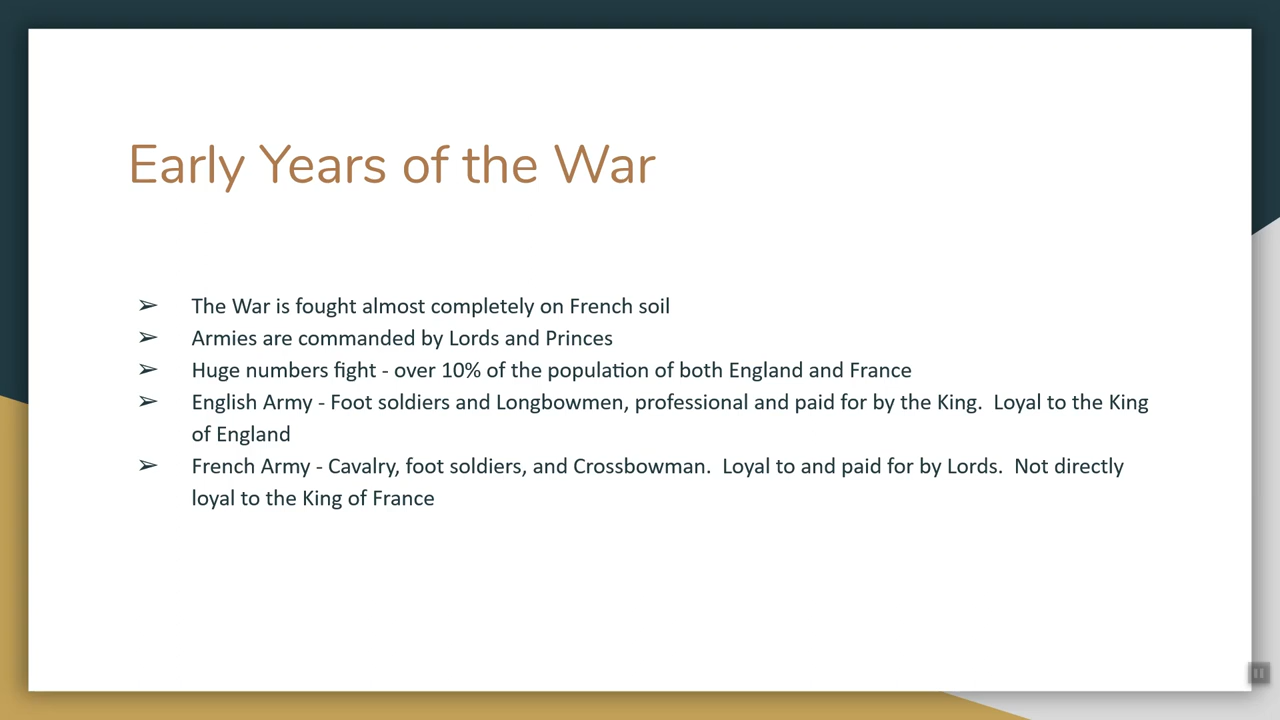 Early Years of the War
➢ The War is fought almost completely on French soil
➢ Armies are commanded by Lords and Princes
➢ Huge numbers fight - over 10% of the population of both England and France
➢ English Army - Foot soldiers and Longbowmen, professional and paid for by the King.  Loyal to the King
of England
➢ French Army - Cavalry, foot soldiers, and Crossbowman.  Loyal to and paid for by Lords.  Not directly
loyal to the King of France